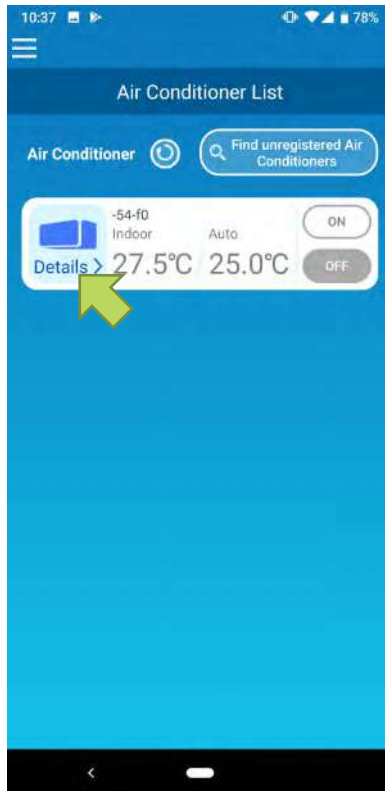 10:37 78%
Air Conditioner List
Air Conditioner
Find unregistered Air
Conditioners
-54-f0
Indoor Auto
ON
Details > 27.5°C 25.0°C
OFF